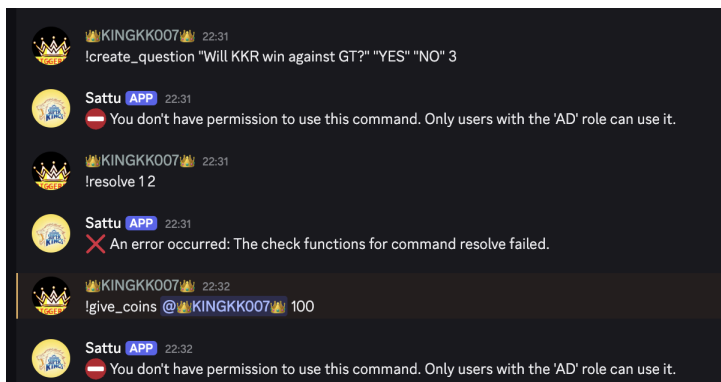 👑KINGKK007👑 22:31
!create_question "Will KKR win against GT?" "YES" "NO" 3
Sattu APP 22:31
⛔ You don't have permission to use this command. Only users with the 'AD' role can use it.
👑KINGKK007👑 22:31
!resolve 1 2
Sattu APP 22:31
❌ An error occurred: The check functions for command resolve failed.
👑KINGKK007👑 22:32
!give_coins @👑KINGKK007👑 100
Sattu APP 22:32
⛔ You don't have permission to use this command. Only users with the 'AD' role can use it.